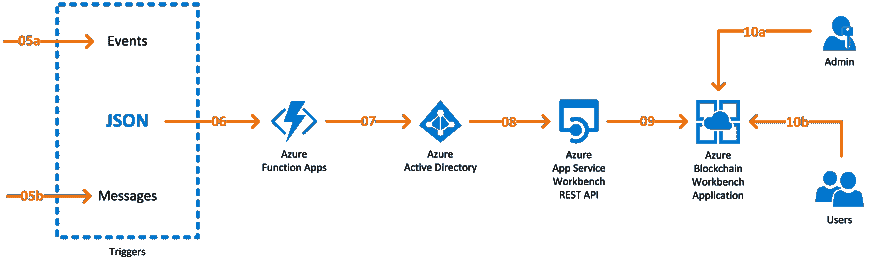 05a
Events
10a
Admin
JSON
06
07
08
09
10b
Azure
Function Apps
Azure
Active Directory
Azure
App Service
Workbench
REST API
Azure
Blockchain
Workbench
Application
05b
Messages
Users
Triggers